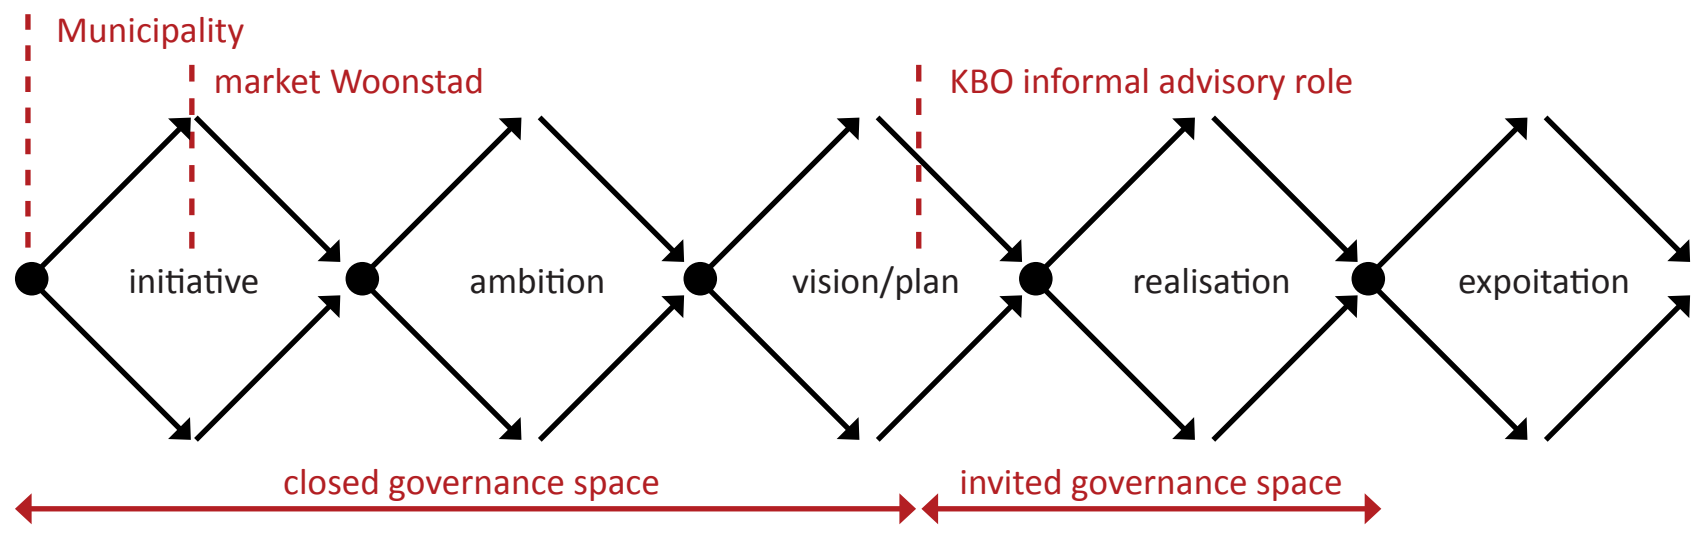 Municipality
market Woonstad
KBO informal advisory role
initiative
ambition
vision/plan
realisation
expoitation
closed governance space
invited governance space